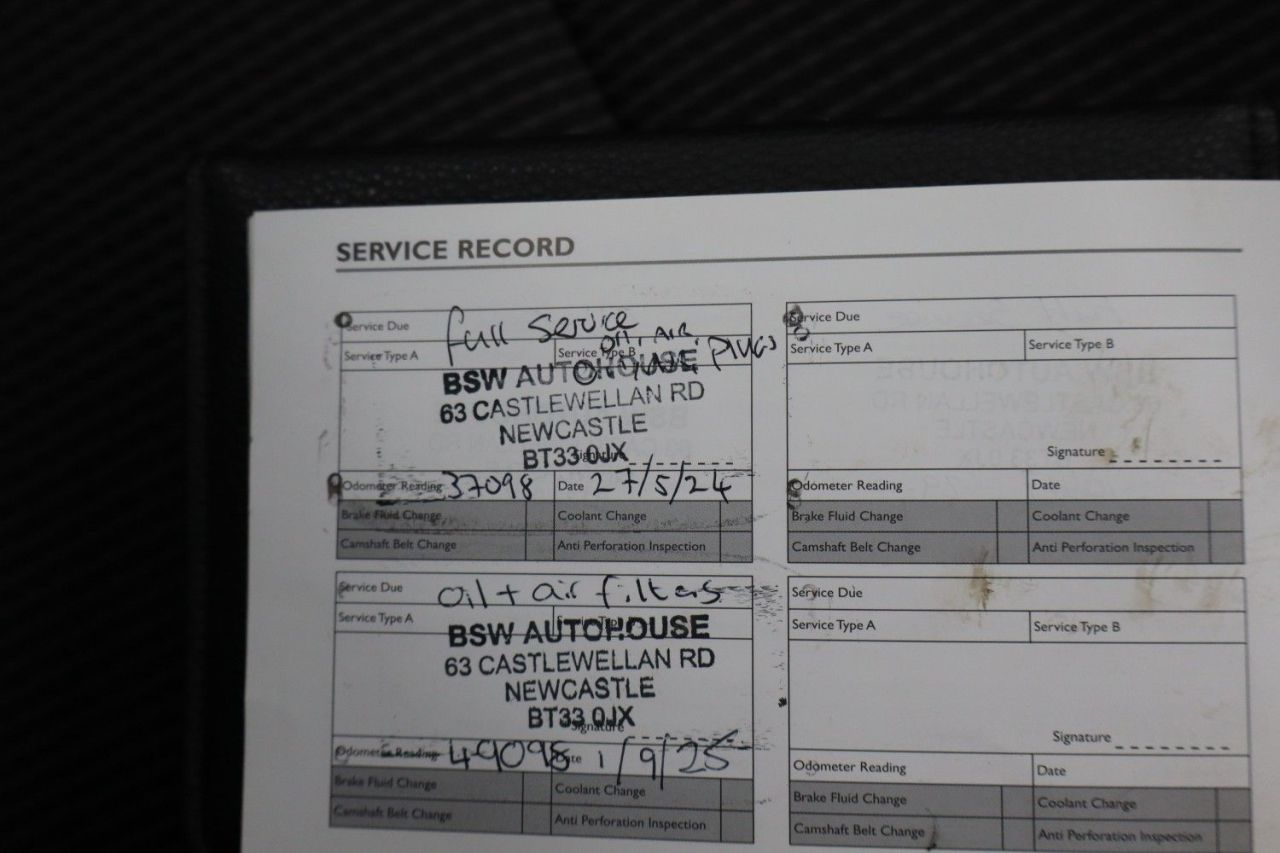 SERVICE RECORD
Service Due full Service
Service Type A Service Type B OIL, AIR,
PLUGS
BSW AUTOHOUSE
63 CASTLEWELLAN RD
NEWCASTLE
BT33 0JX
Signature
Odometer Reading 37098 Date 27/5/24
Brake Fluid Change Coolant Change
Camshaft Belt Change Anti Perforation Inspection
Service Due oil + air filters
Service Type A Service Type
BSW AUTOHOUSE
63 CASTLEWELLAN RD
NEWCASTLE
BT33 0JX
Signature
Odometer Reading 49098 Date 1/9/25
Brake Fluid Change Coolant Change
Camshaft Belt Change Anti Perforation Inspection
Service Due
Service Type A Service Type B
Signature
Odometer Reading Date
Brake Fluid Change Coolant Change
Camshaft Belt Change Anti Perforation Inspection
Service Due
Service Type A Service Type B
Signature
Odometer Reading Date
Brake Fluid Change Coolant Change
Camshaft Belt Change Anti Perforation Inspection